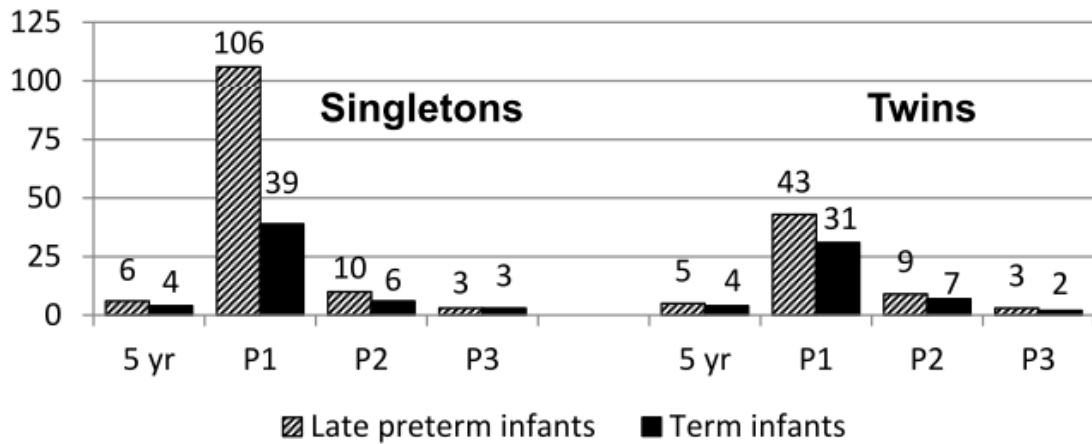 125
106
100
Singletons
Twins
75
39
43
31
50
25
6
4
10
6
3
3
5
4
9
7
3
2
0
5 yr
P1
P2
P3
5 yr
P1
P2
P3
Late preterm infants
Term infants